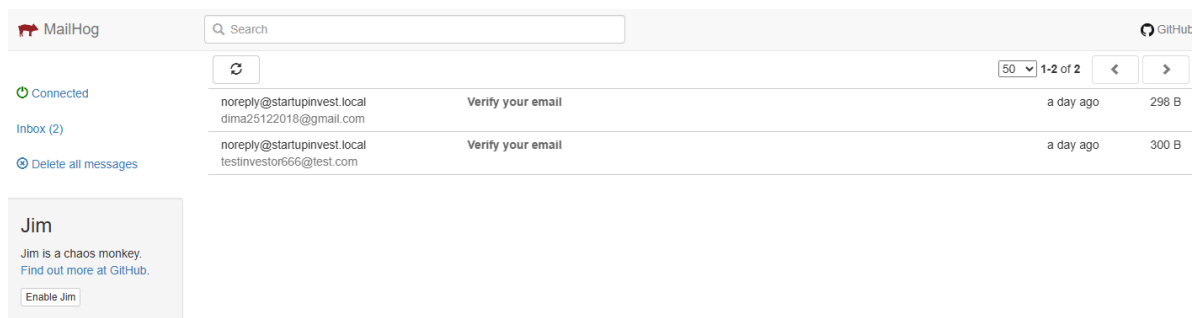 MailHog
Search
GitHub
50 1-2 of 2
Connected
Inbox (2)
Delete all messages
noreply@startupinvest.local Verify your email a day ago 298 B
dima25122018@gmail.com
noreply@startupinvest.local Verify your email a day ago 300 B
testinvestor666@test.com
Jim
Jim is a chaos monkey.
Find out more at GitHub.
Enable Jim